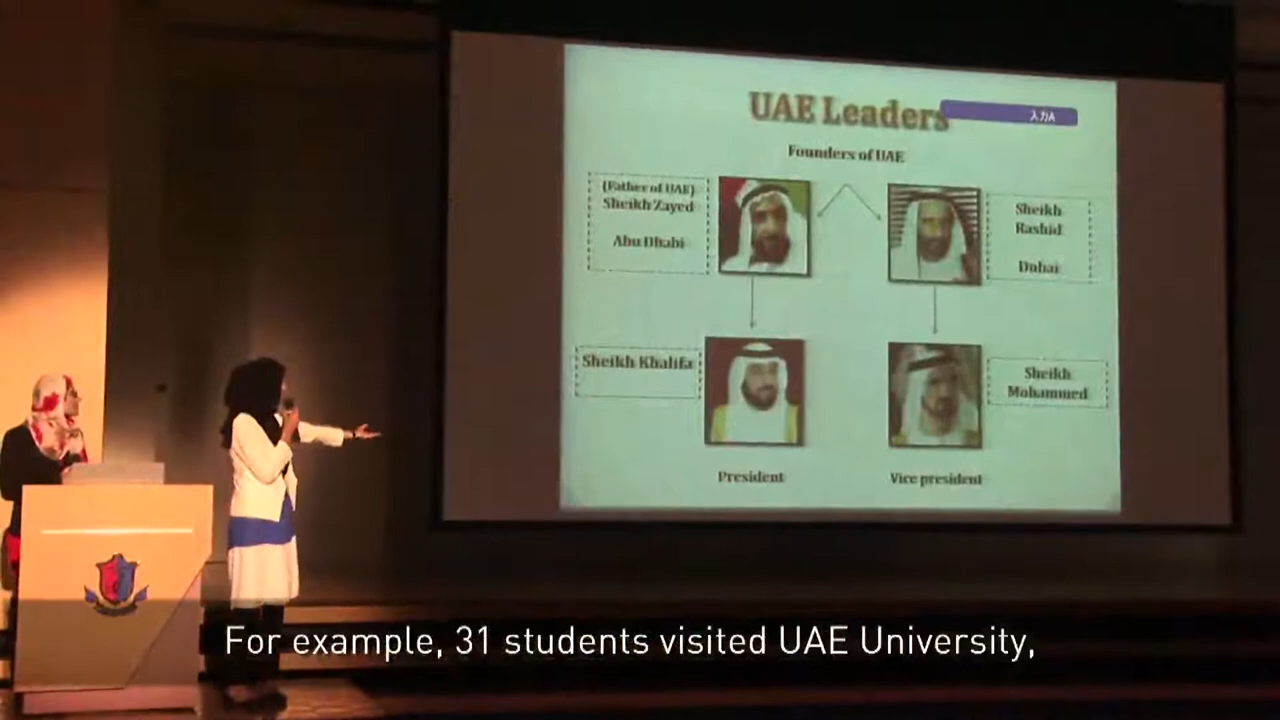 UAE Leaders
入力A
Founders of UAE
(Father of UAE)
Sheikh Zayed
Abu Dhabi
Sheikh
Rashid
Dubai
Sheikh Khalifa
Sheikh
Mohammed
President
Vice president
For example, 31 students visited UAE University,